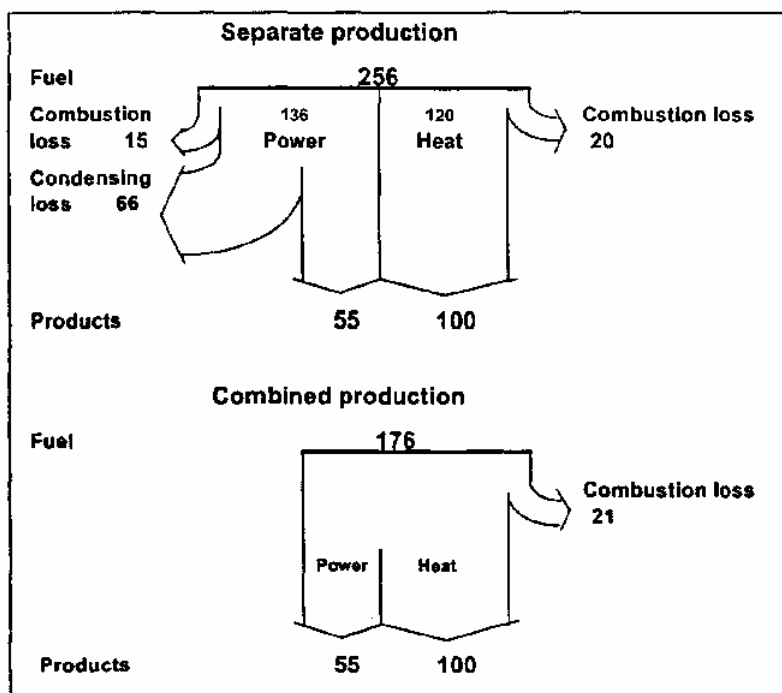 Separate production
Fuel 256
Combustion loss 15
136 Power
120 Heat
Combustion loss 20
Condensing loss 66
Products 55 100
Combined production
Fuel 176
Combustion loss 21
Power Heat
Products 55 100